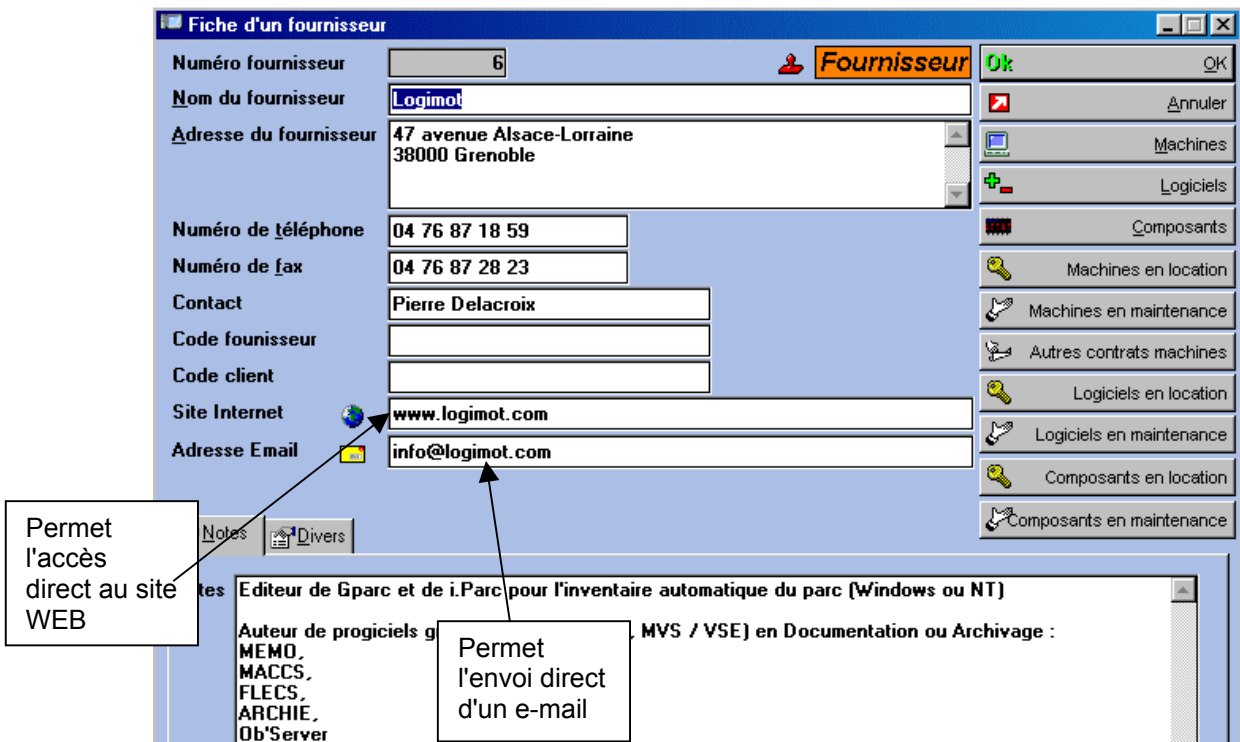 Fiche d'un fournisseur
Numéro fournisseur 6 Fournisseur
Nom du fournisseur Logimot
Adresse du fournisseur 47 avenue Alsace-Lorraine
38000 Grenoble
Numéro de téléphone 04 76 87 18 59
Numéro de fax 04 76 87 28 23
Contact Pierre Delacroix
Code founisseur
Code client
Site Internet www.logimot.com
Adresse Email info@logimot.com
Ok OK
Annuler
Machines
Logiciels
Composants
Machines en location
Machines en maintenance
Autres contrats machines
Logiciels en location
Logiciels en maintenance
Composants en location
Composants en maintenance
Permet
l'accès
direct au site
WEB
Notes Divers
tes Editeur de Gparc et de i.Parc pour l'inventaire automatique du parc (Windows ou NT)
Auteur de progiciels g , MVS / VSE) en Documentation ou Archivage :
MEMO,
MACCS,
FLECS,
ARCHIE,
Ob'Server
Permet
l'envoi direct
d'un e-mail